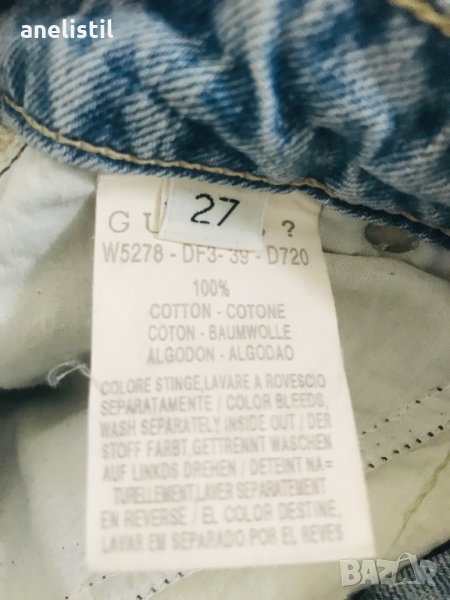 anelistil
27
G U ?
W5278 - DF3- 39 - D720
100%
COTTON - COTONE
COTON - BAUMWOLLE
ALGODON - ALGODAO
COLORE STINGE,LAVARE A ROVESCIO
SEPARATAMENTE / COLOR BLEEDS,
WASH SEPARATELY, INSIDE OUT / DER
STOFF FARBT, GETTRENNT WASCHEN
AUF LINKDS DREHEN / DETEINT NA=
TURELLEMENT, LAVER SEPARATEMENT
EN REVERSE / EL COLOR DESTINE,
LAVAR EM SEPARADO POR EL REVES
BAZAR